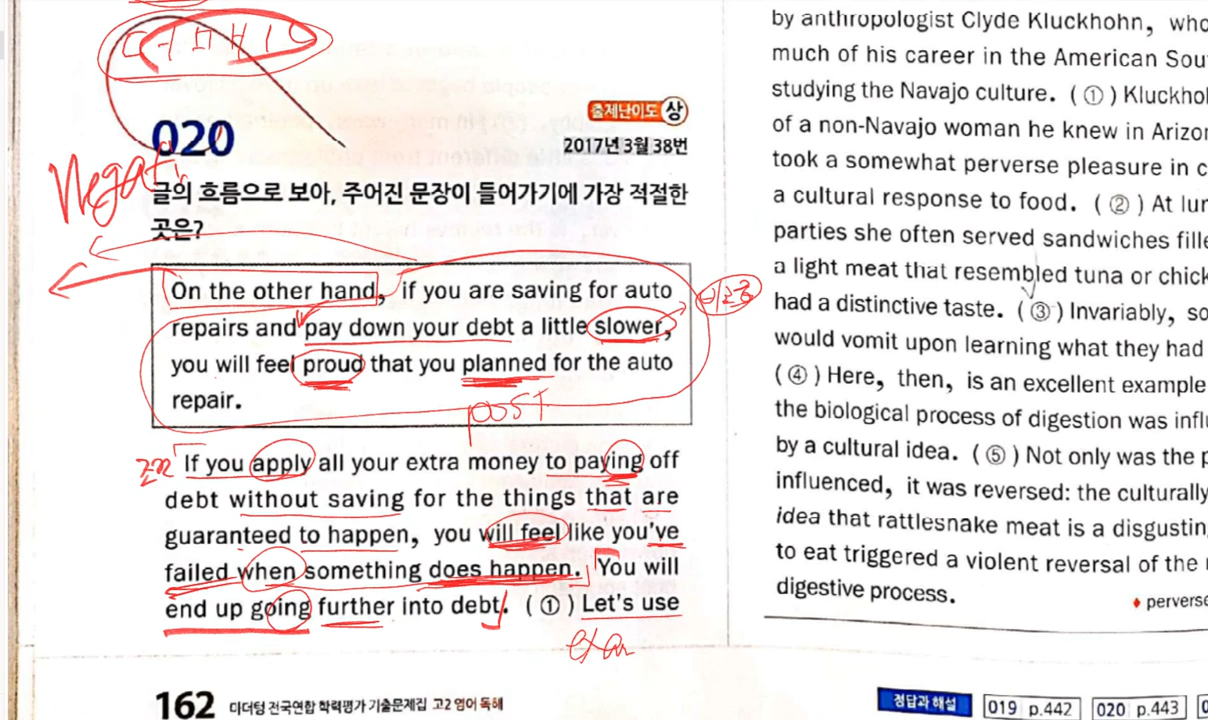 020
출제난이도 상
2017년 3월 38번
Negati
글의 흐름으로 보아, 주어진 문장이 들어가기에 가장 적절한
곳은?
On the other hand, if you are saving for auto
repairs and pay down your debt a little slower,
you will feel proud that you planned for the auto
repair.
post
If you apply all your extra money to paying off
debt without saving for the things that are
guaranteed to happen, you will feel like you've
failed when something does happen. You will
end up going further into debt. ( ① ) Let's use
162 마더텅 전국연합 학력평가 기출문제집 고2 영어 독해
by anthropologist Clyde Kluckhohn, who
much of his career in the American Sou
studying the Navajo culture. ( ① ) Kluckho
of a non-Navajo woman he knew in Arizon
took a somewhat perverse pleasure in c
a cultural response to food. ( ② ) At lun
parties she often served sandwiches fille
a light meat that resembled tuna or chick
had a distinctive taste. ( ③ ) Invariably, so
would vomit upon learning what they had
( ④ ) Here, then, is an excellent example
the biological process of digestion was influ
by a cultural idea. ( ⑤ ) Not only was the p
influenced, it was reversed: the culturally
idea that rattlesnake meat is a disgusting
to eat triggered a violent reversal of the
digestive process.
♦ perverse
정답과 해설 019 p.442 020 p.443